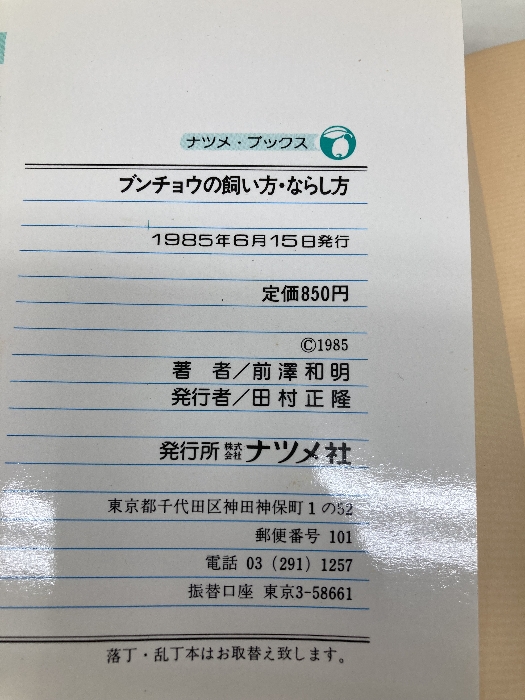 ナツメ・ブックス
ブンチョウの飼い方・ならし方
1985年6月15日発行
定価850円
©1985
著 者／前澤和明
発行者／田村正隆
発行所 株式会社 ナツメ社
東京都千代田区神田神保町1の52
郵便番号 101
電話 03（291）1257
振替口座 東京3-58661
落丁・乱丁本はお取替え致します。